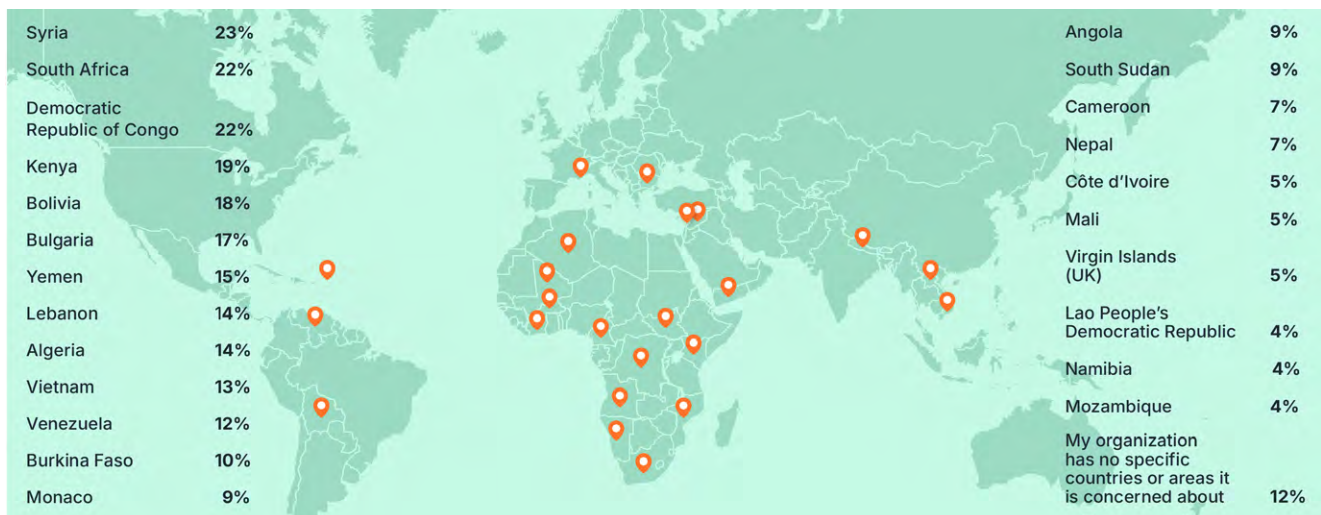 Syria 23%
South Africa 22%
Democratic
Republic of Congo 22%
Kenya 19%
Bolivia 18%
Bulgaria 17%
Yemen 15%
Lebanon 14%
Algeria 14%
Vietnam 13%
Venezuela 12%
Burkina Faso 10%
Monaco 9%
Angola 9%
South Sudan 9%
Cameroon 7%
Nepal 7%
Côte d’Ivoire 5%
Mali 5%
Virgin Islands
(UK) 5%
Lao People’s
Democratic Republic 4%
Namibia 4%
Mozambique 4%
My organization
has no specific
countries or areas it
is concerned about 12%